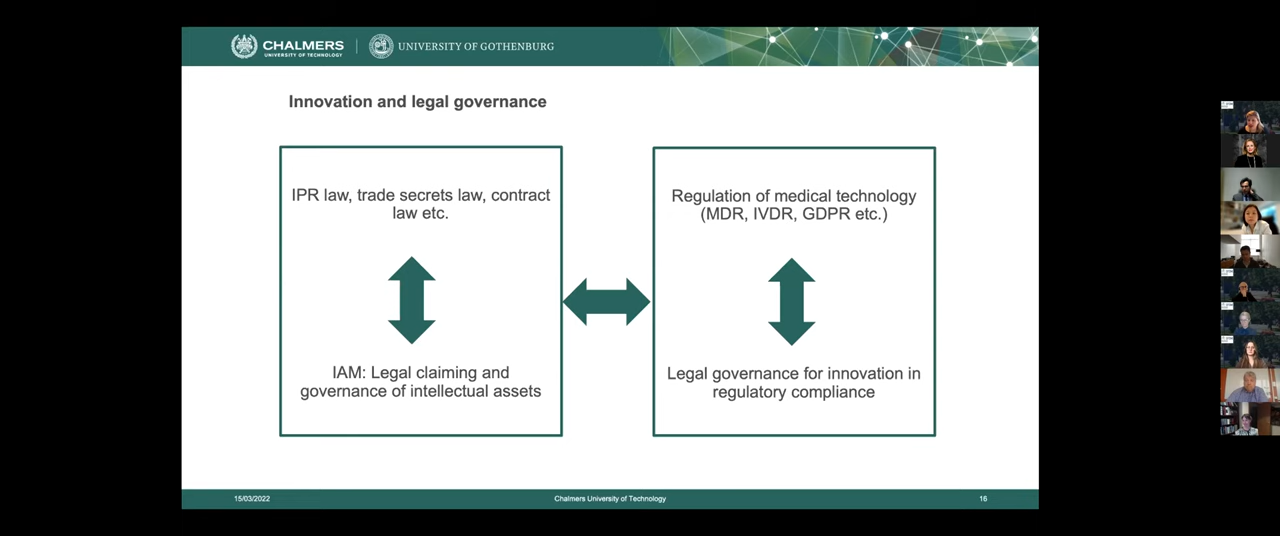 CHALMERS
UNIVERSITY OF TECHNOLOGY
UNIVERSITY OF GOTHENBURG
Innovation and legal governance
IPR law, trade secrets law, contract
law etc.
IAM: Legal claiming and
governance of intellectual assets
Regulation of medical technology
(MDR, IVDR, GDPR etc.)
Legal governance for innovation in
regulatory compliance
15/03/2022
Chalmers University of Technology
16